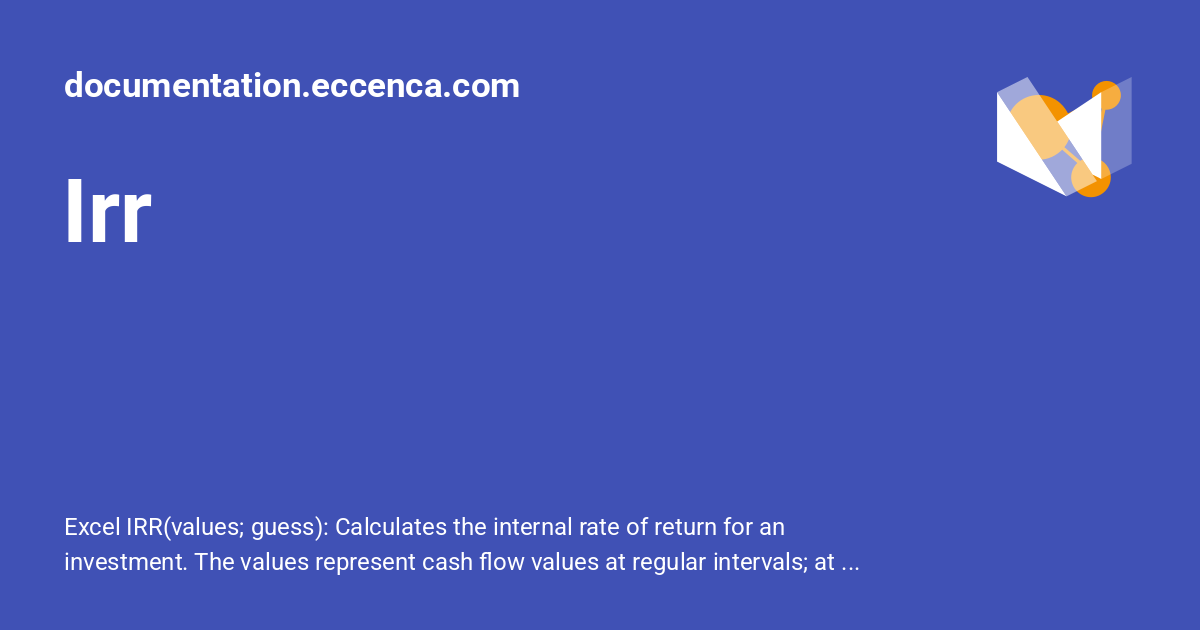 documentation.eccenca.com
Irr
Excel IRR(values; guess): Calculates the internal rate of return for an
investment. The values represent cash flow values at regular intervals; at ...